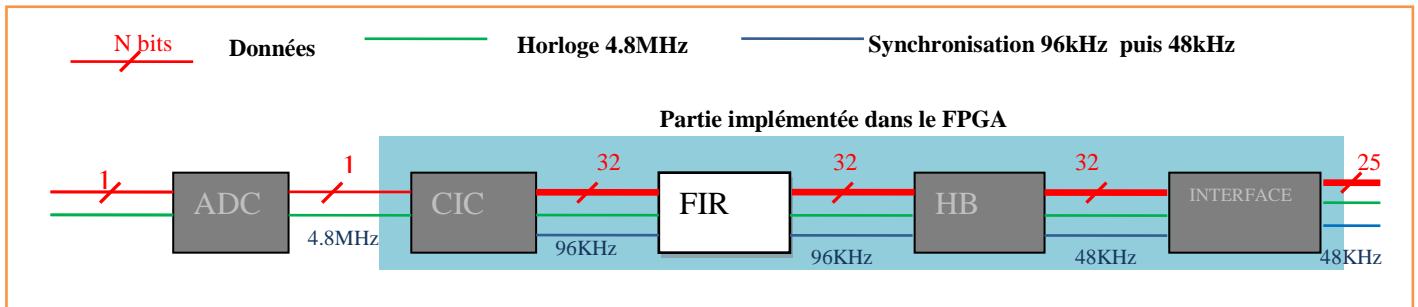 N bits Données Horloge 4.8MHz Synchronisation 96kHz puis 48kHz
Partie implémentée dans le FPGA
1 1 32 32 32 25
ADC CIC FIR HB INTERFACE
4.8MHz 96KHz 96KHz 48KHz 48KHz